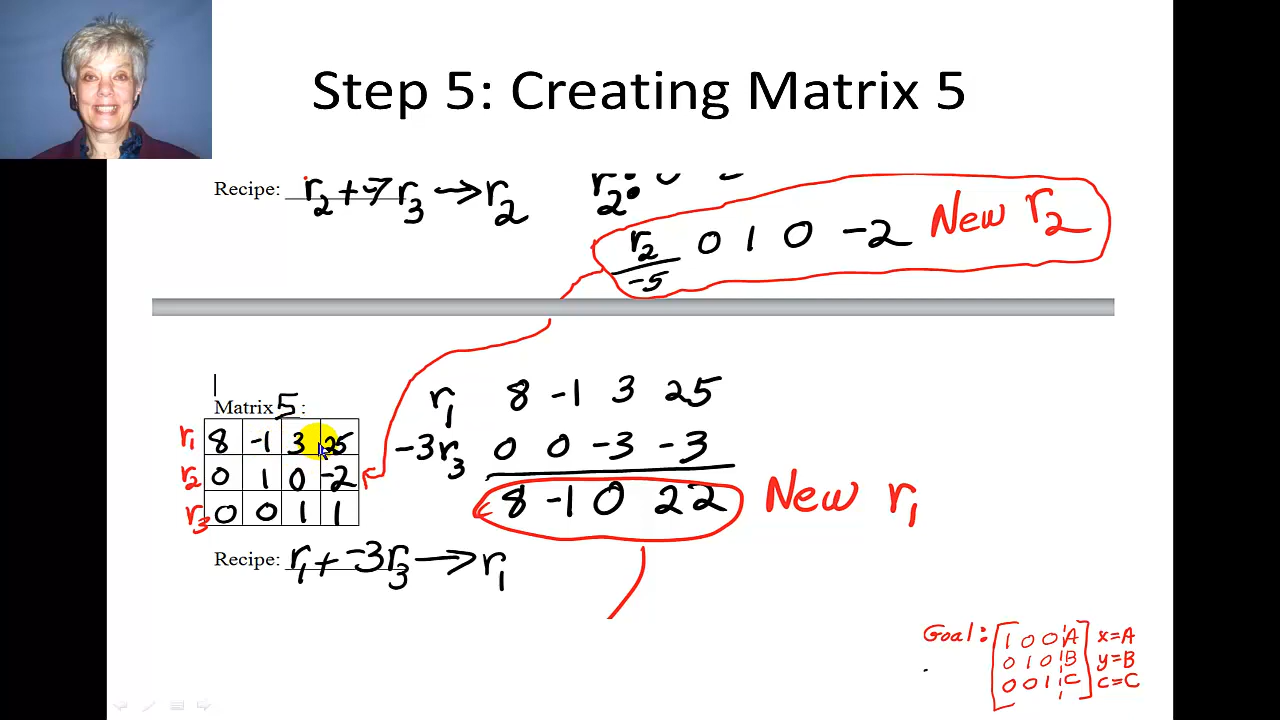 Step 5: Creating Matrix 5
Recipe: r2 + -7r3 → r2
r2:
r2/-5 0 1 0 -2 New r2
Matrix 5:
r1 8 -1 3 25
r2 0 1 0 -2
r3 0 0 1 1
r1 8 -1 3 25
-3r3 0 0 -3 -3
8 -1 0 22 New r1
Recipe: r1 + -3r3 → r1
Goal: [1 0 0 A] x=A
0 1 0 B y=B
0 0 1 C c=C